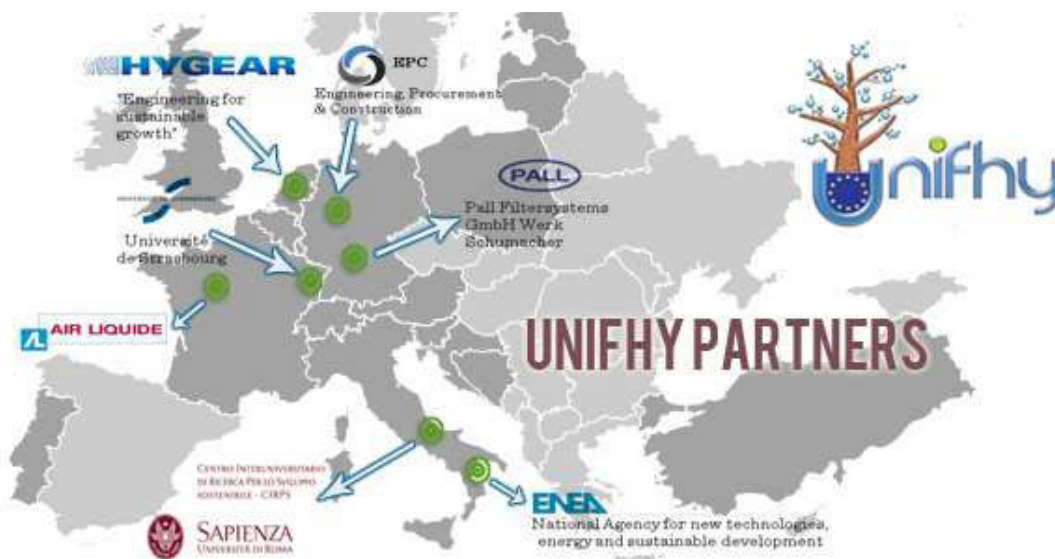 HYGEAR
"Engineering for
sustainable
growth"
EPC
Engineering, Procurement
& Construction
Unifhy
PALL
Pall Filtersystems
GmbH Werk
Schumacher
Université
de Strasbourg
AIR LIQUIDE
UNIFHY PARTNERS
CENTRO INTERUNIVERSITARIO
DI RICERCA PER LO SVILUPPO
SOSTENIBILE - CIRPS
SAPIENZA
UNIVERSITÀ DI ROMA
ENEA
National Agency for new technologies,
energy and sustainable development